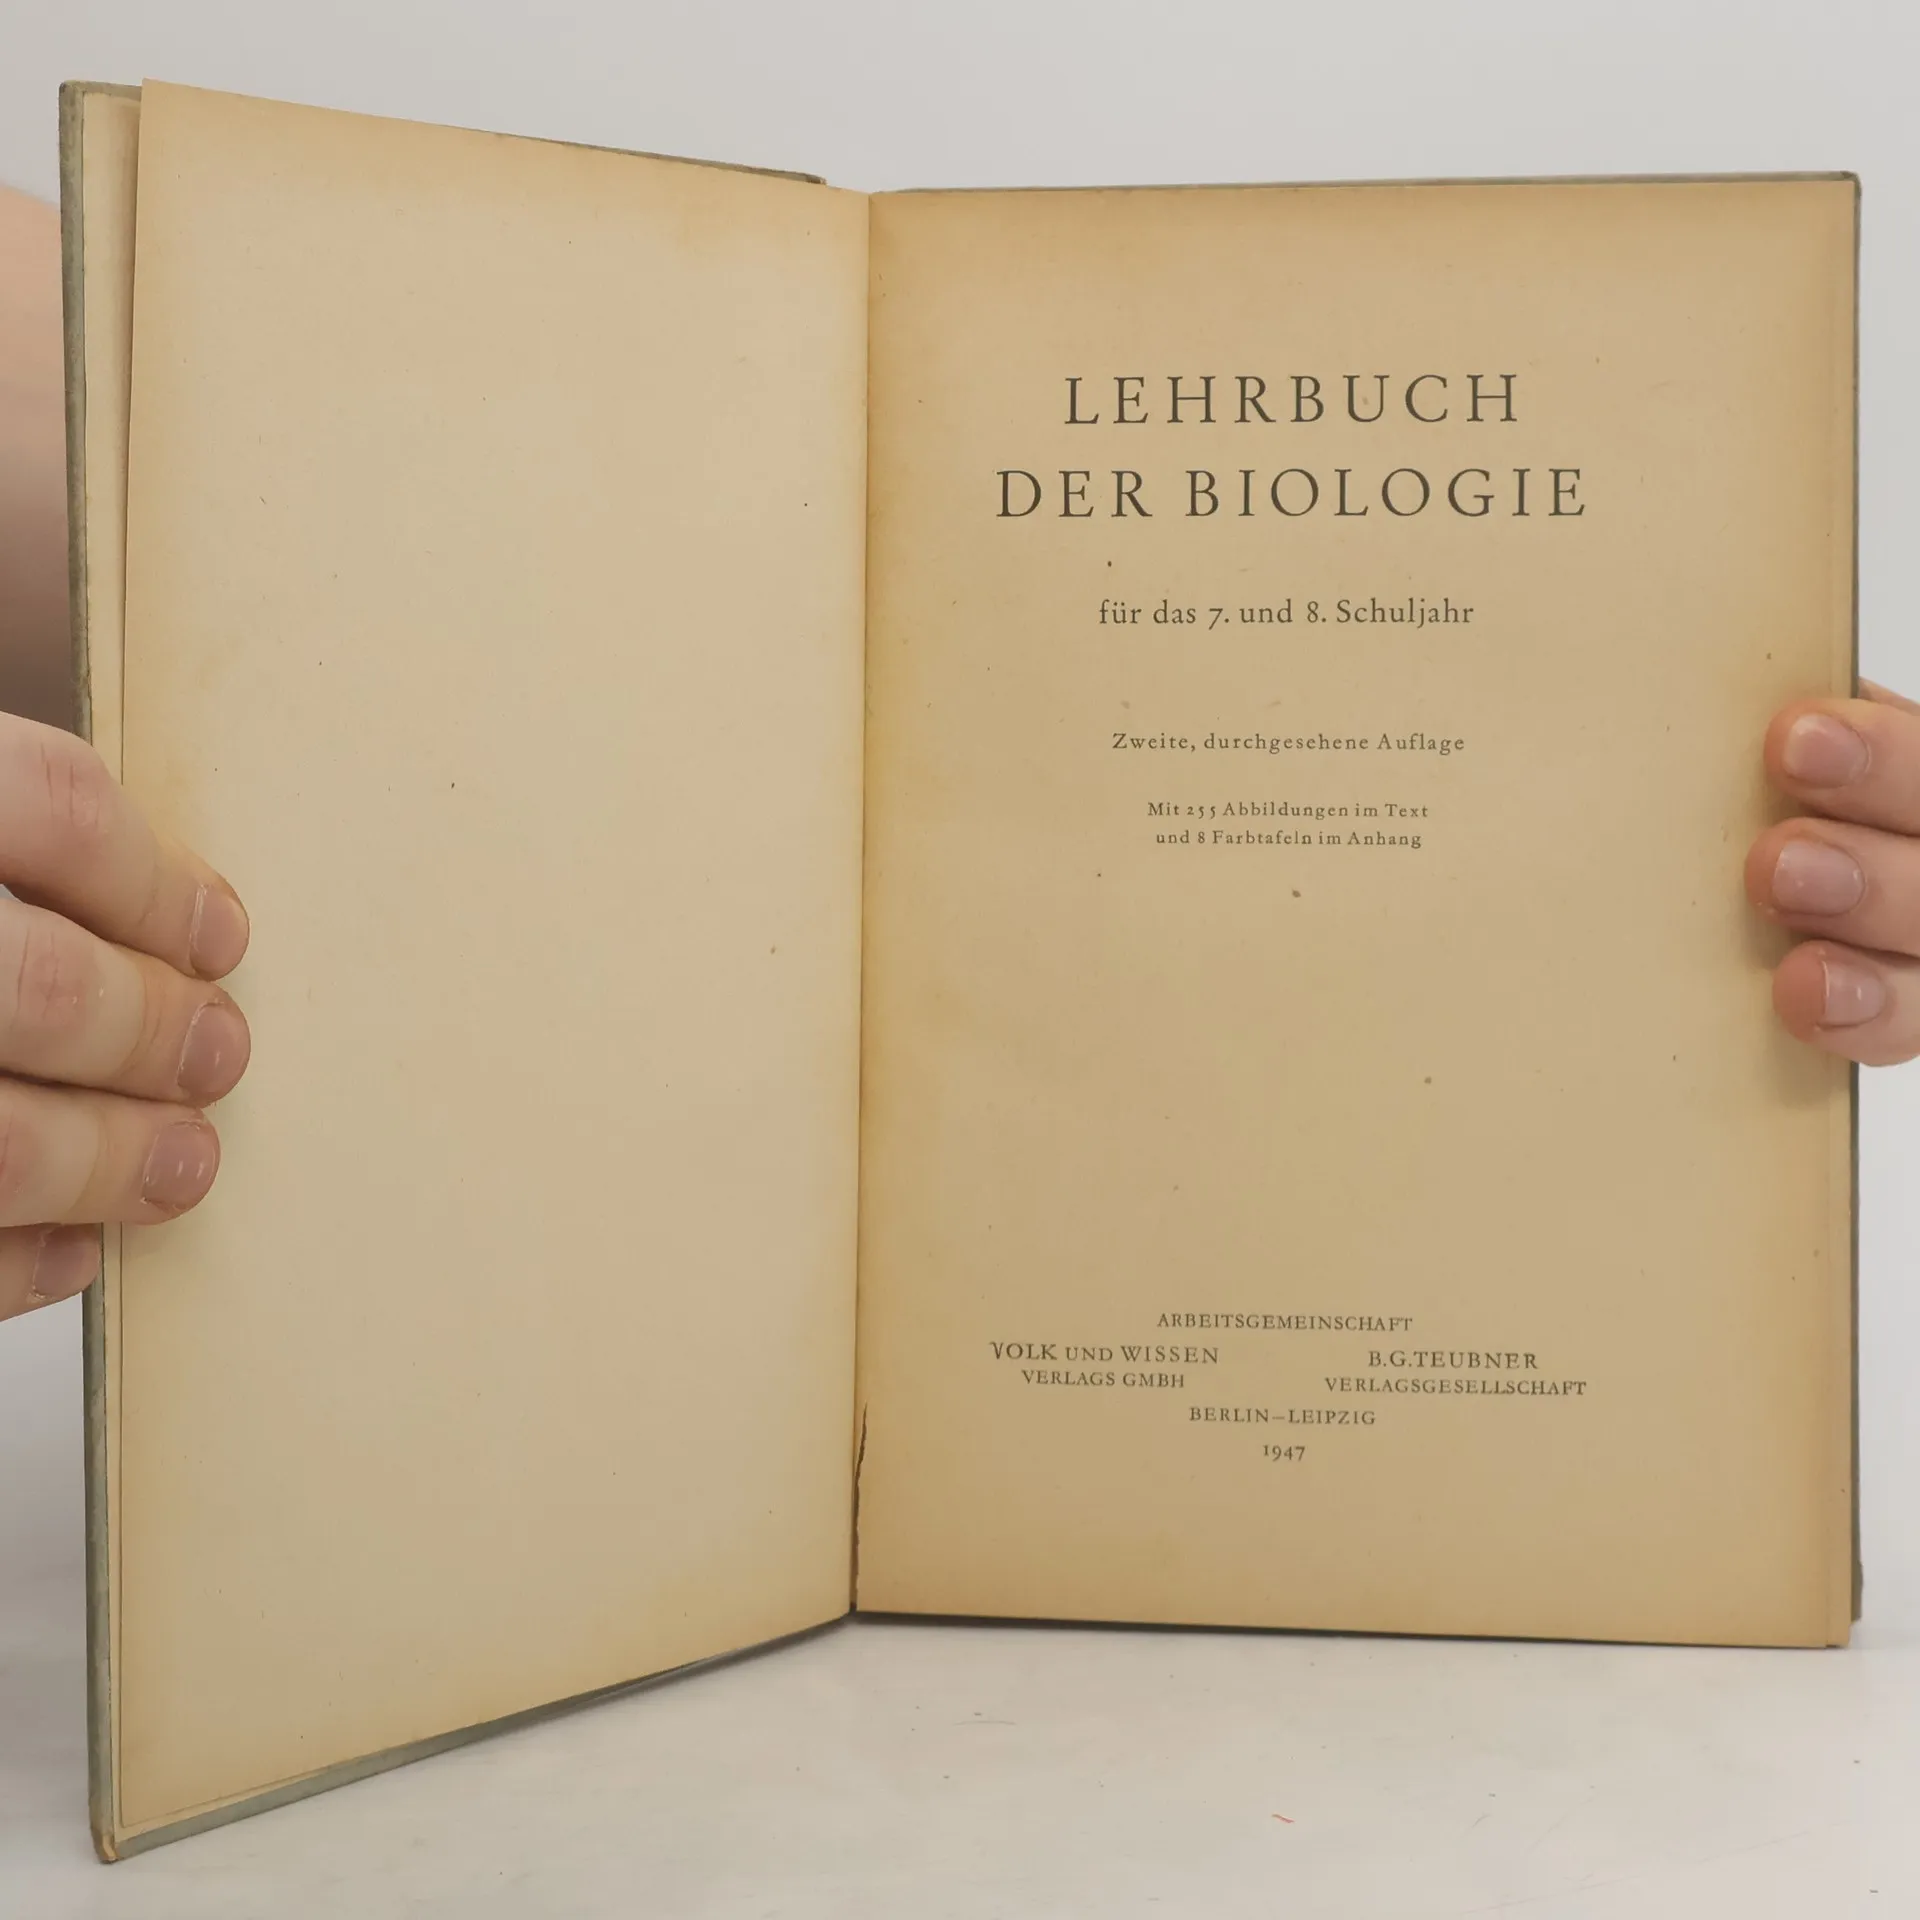 LEHRBUCH
DER BIOLOGIE
für das 7. und 8. Schuljahr
Zweite, durchgesehene Auflage
Mit 255 Abbildungen im Text
und 8 Farbtafeln im Anhang
ARBEITSGEMEINSCHAFT
VOLK UND WISSEN
VERLAGS GMBH
B.G.TEUBNER
VERLAGSGESELLSCHAFT
BERLIN–LEIPZIG
1947